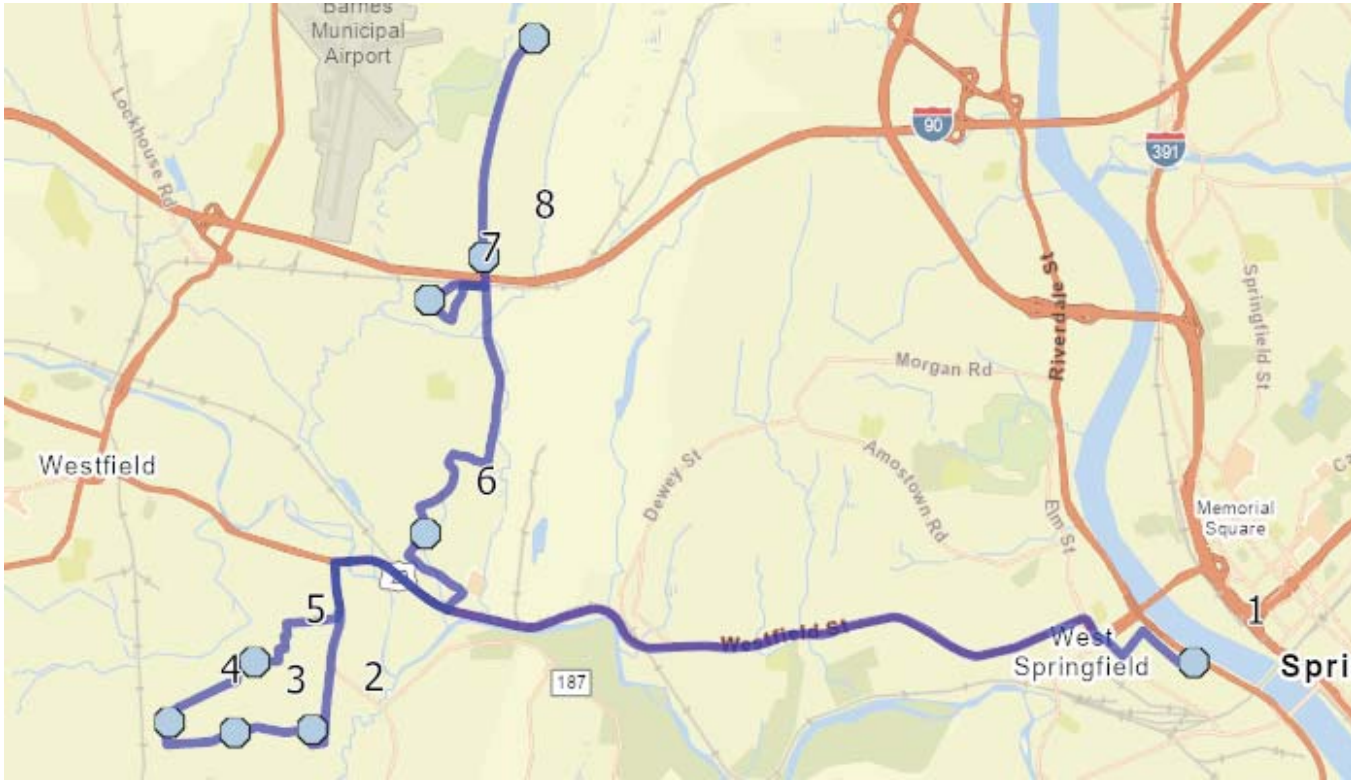 Barnes
Municipal
Airport
Lockhouse Rd
90
391
8
7
Springfield St
Riverdale St
Morgan Rd
Westfield
6
Dewey St
Amostown Rd
Elm St
Memorial
Square
20
5
1
Westfield St
West
Springfield
4
3
2
187
Spri